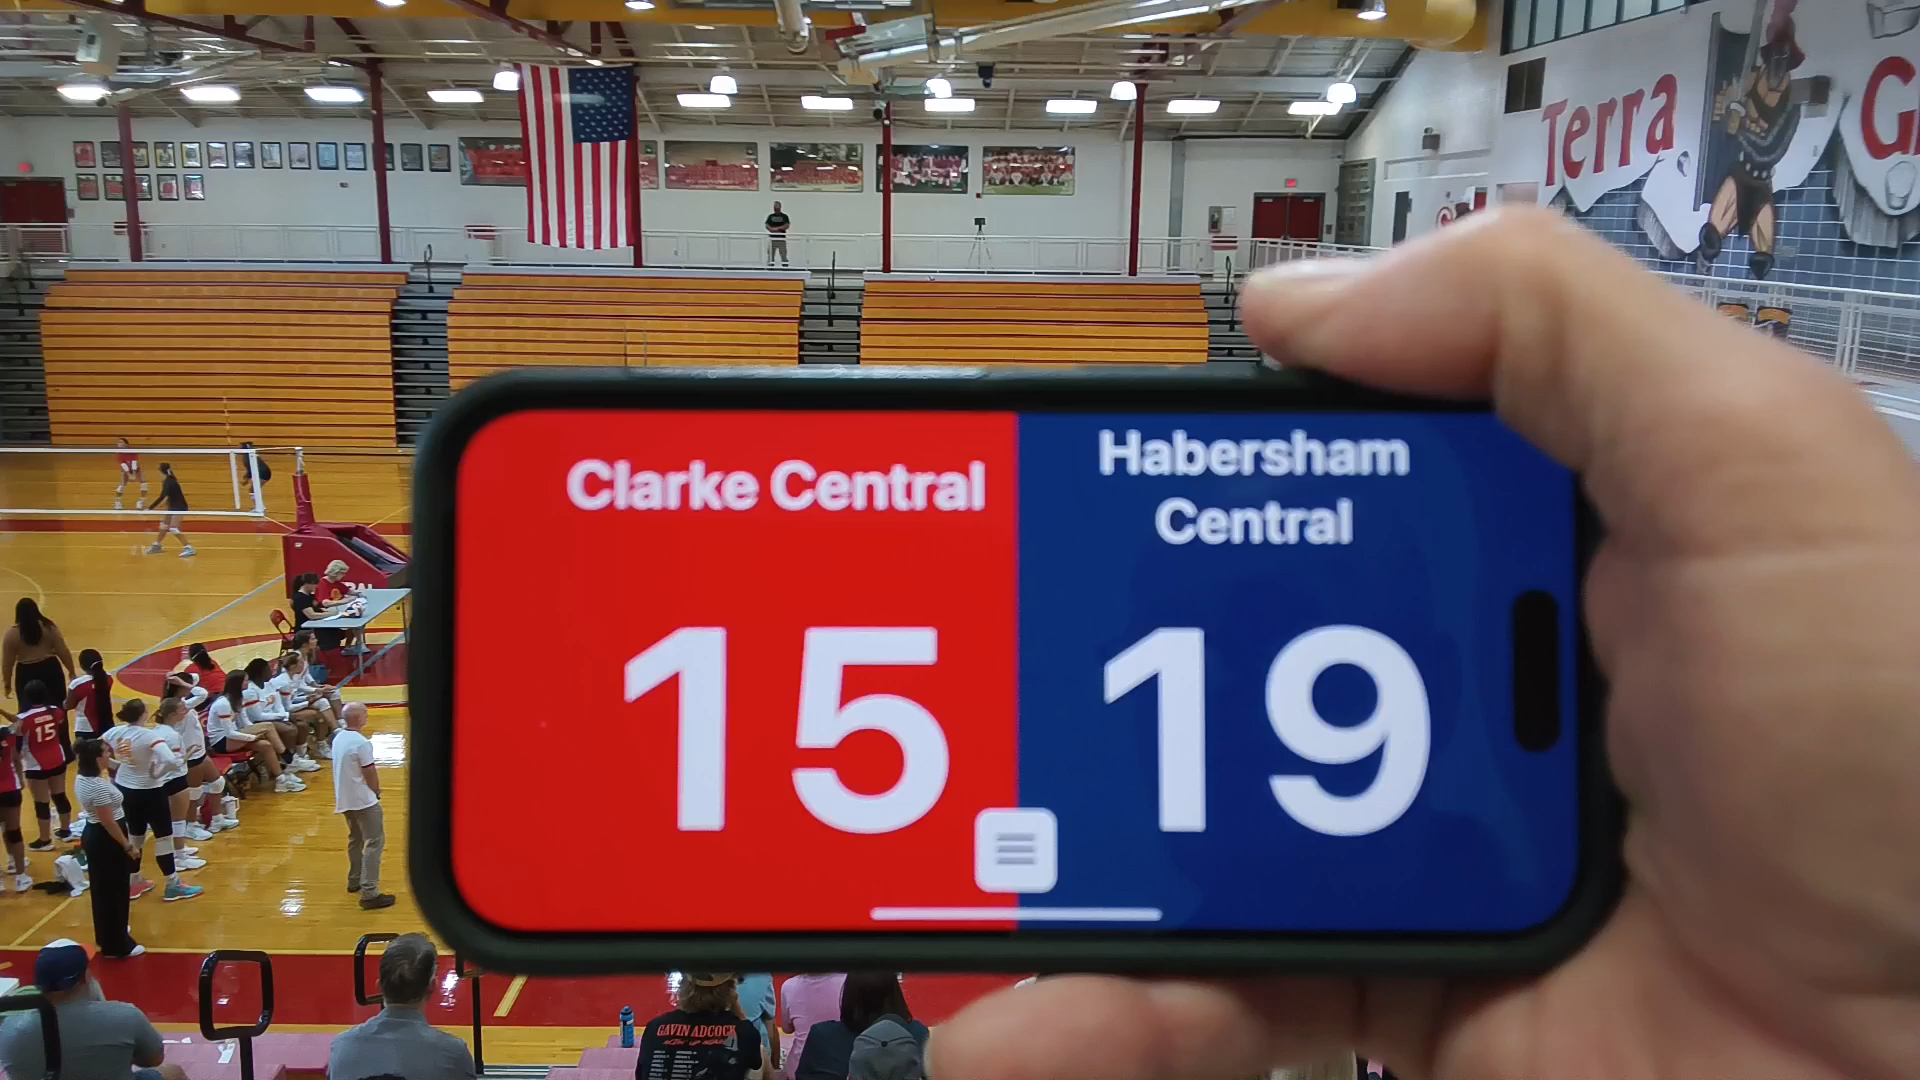 Terra
G
Clarke Central
Habersham
Central
15
19
15
GAVIN ADCOCK